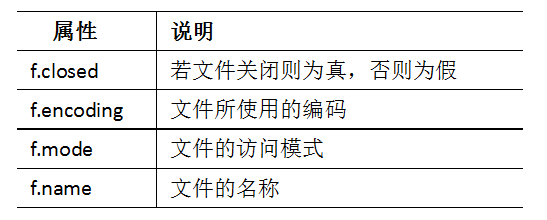 属性 说明
f.closed 若文件关闭则为真，否则为假
f.encoding 文件所使用的编码
f.mode 文件的访问模式
f.name 文件的名称